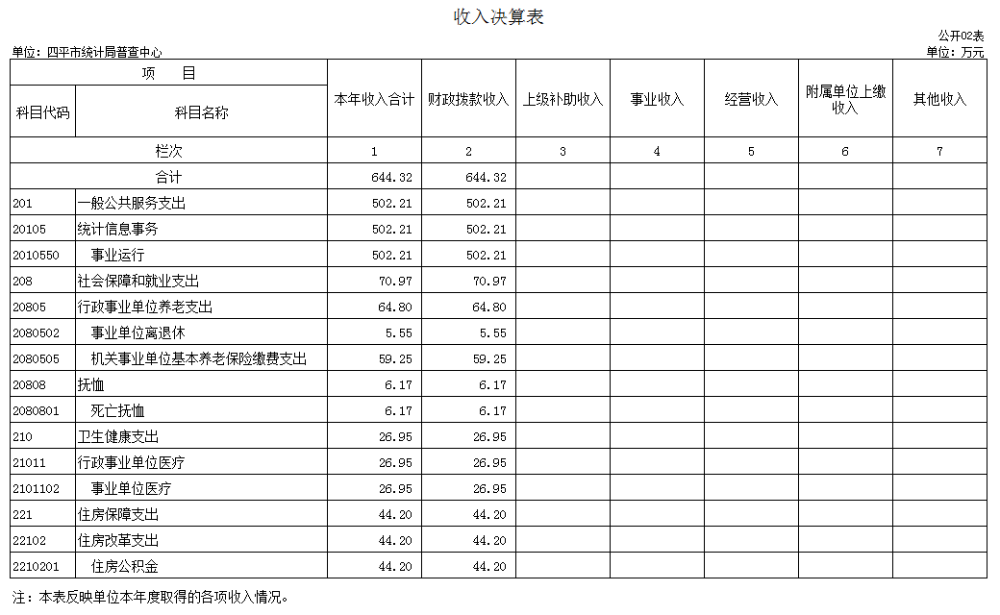 收入决算表
公开02表
单位：四平市统计局普查中心 单位：万元
项 目 本年收入合计 财政拨款收入 上级补助收入 事业收入 经营收入 附属单位上缴收入 其他收入
科目代码 科目名称
栏次 1 2 3 4 5 6 7
合计 644.32 644.32
201 一般公共服务支出 502.21 502.21
20105 统计信息事务 502.21 502.21
2010550 事业运行 502.21 502.21
208 社会保障和就业支出 70.97 70.97
20805 行政事业单位养老支出 64.80 64.80
2080502 事业单位离退休 5.55 5.55
2080505 机关事业单位基本养老保险缴费支出 59.25 59.25
20808 抚恤 6.17 6.17
2080801 死亡抚恤 6.17 6.17
210 卫生健康支出 26.95 26.95
21011 行政事业单位医疗 26.95 26.95
2101102 事业单位医疗 26.95 26.95
221 住房保障支出 44.20 44.20
22102 住房改革支出 44.20 44.20
2210201 住房公积金 44.20 44.20
注：本表反映单位本年度取得的各项收入情况。